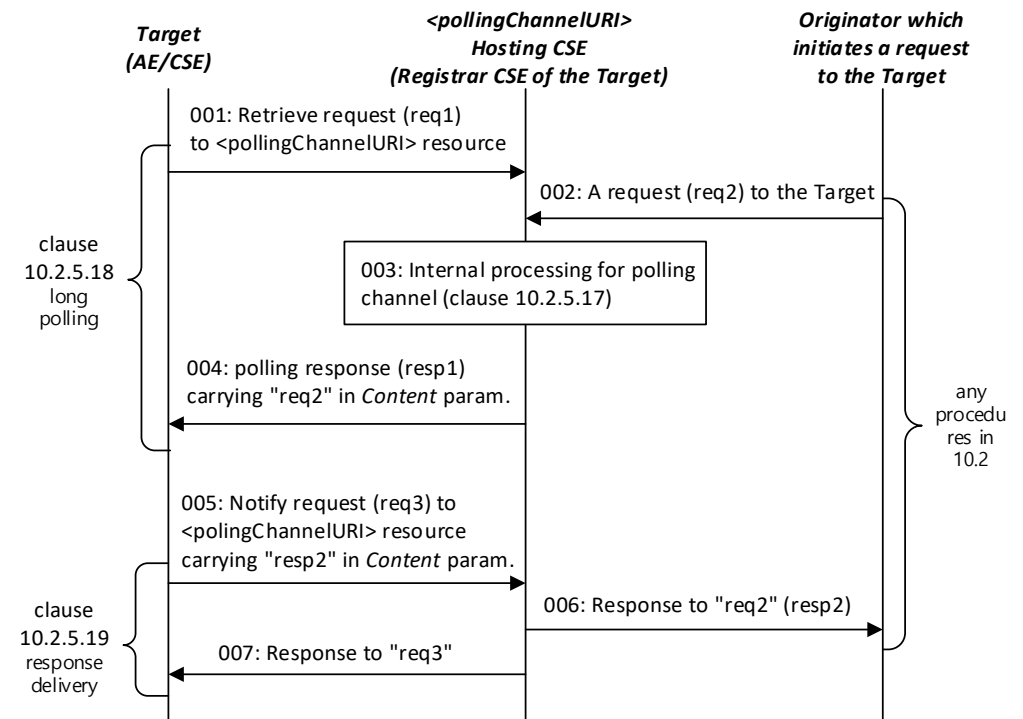 Target
(AE/CSE)
<pollingChannelURI>
Hosting CSE
(Registrar CSE of the Target)
Originator which
initiates a request
to the Target
001: Retrieve request (req1)
to <pollingChannelURI> resource
002: A request (req2) to the Target
clause
10.2.5.18
long
polling
003: Internal processing for polling
channel (clause 10.2.5.17)
004: polling response (resp1)
carrying "req2" in Content param.
any
procedu
res in
10.2
005: Notify request (req3) to
<polingChannelURI> resource
carrying "resp2" in Content param.
006: Response to "req2" (resp2)
clause
10.2.5.19
response
delivery
007: Response to "req3"